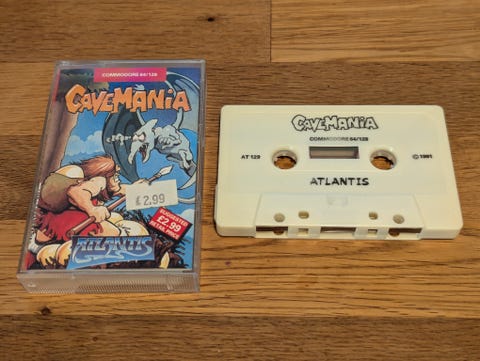 COMMODORE 64/128
CAVEMANIA
£2.99
SUGGESTED
£2.99
RETAIL PRICE
ATLANTIS
CAVEMANIA
COMMODORE 64/128
AT 129
© 1991
ATLANTIS